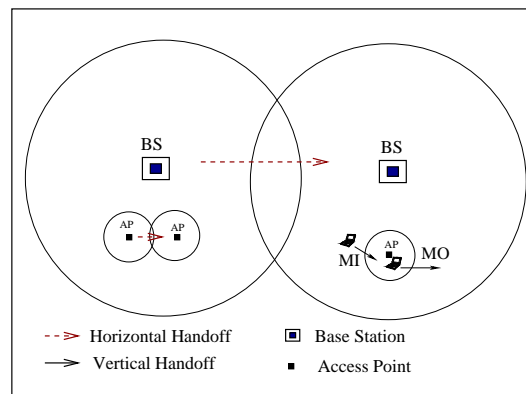 BS
BS
AP
AP
AP
MI
MO
Horizontal Handoff
Base Station
Vertical Handoff
Access Point